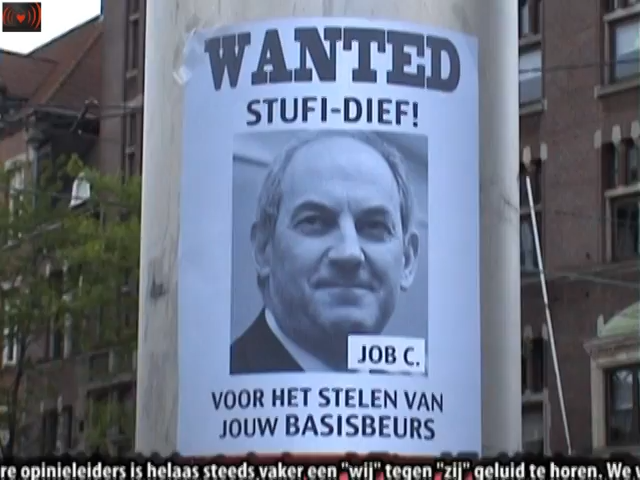 WANTED
STUFI-DIEF!
JOB C.
VOOR HET STELEN VAN
JOUW BASISBEURS
re opinieleiders is helaas steeds vaker een "wij" tegen "zij" geluid te horen. We